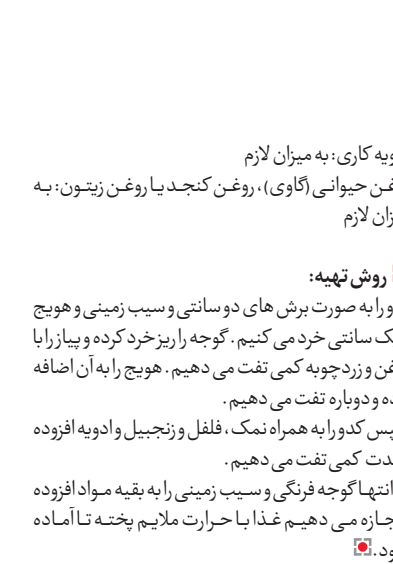 ویه کاری: به میزان لازم
غن حیوانی (گاوی)، روغن کنجد یا روغن زیتون: به
زان لازم
روش تهیه:
و را به صورت برش های دو سانتی و سیب زمینی و هویج
ک سانتی خرد می کنیم. گوجه را ریز خرد کرده و پیاز را با
غن و زردچوبه کمی تفت می دهیم. هویج را به آن اضافه
ده و دوباره تفت می دهیم.
پس کدو را به همراه نمک، فلفل و زنجبیل و ادویه افزوده
مدت کمی تفت می دهیم.
انتها گوجه فرنگی و سیب زمینی را به بقیه مواد افزوده
جازه می دهیم غذا با حرارت ملایم پخته تا آماده
ود.